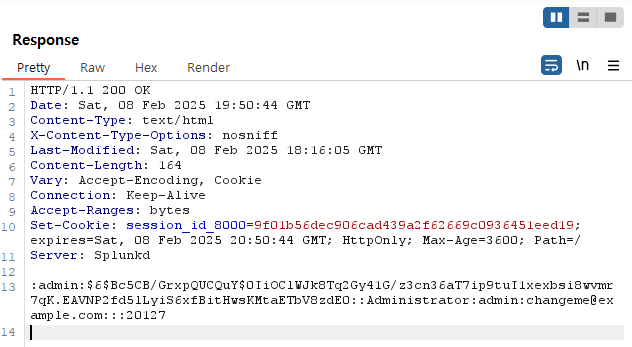 Response
Pretty Raw Hex Render \n
1 HTTP/1.1 200 OK
2 Date: Sat, 08 Feb 2025 19:50:44 GMT
3 Content-Type: text/html
4 X-Content-Type-Options: nosniff
5 Last-Modified: Sat, 08 Feb 2025 18:16:05 GMT
6 Content-Length: 164
7 Vary: Accept-Encoding, Cookie
8 Connection: Keep-Alive
9 Accept-Ranges: bytes
10 Set-Cookie: session_id_8000=9f01b56dec906cad439a2f62669c0936451eed19;
expires=Sat, 08 Feb 2025 20:50:44 GMT; HttpOnly; Max-Age=3600; Path=/
11 Server: Splunkd
12
13 :admin:$6$Bc5CB/GrxpQUCQuY$0IiOClWJk8Tq2Gy41G/z3cn36aT7ip9tuI1xexbsi8wvmr
7qK.EAVNP2fd5lLyiS6xfBitHwsKMtaETbV8zdE0::Administrator:admin:changeme@ex
ample.com:::20127
14